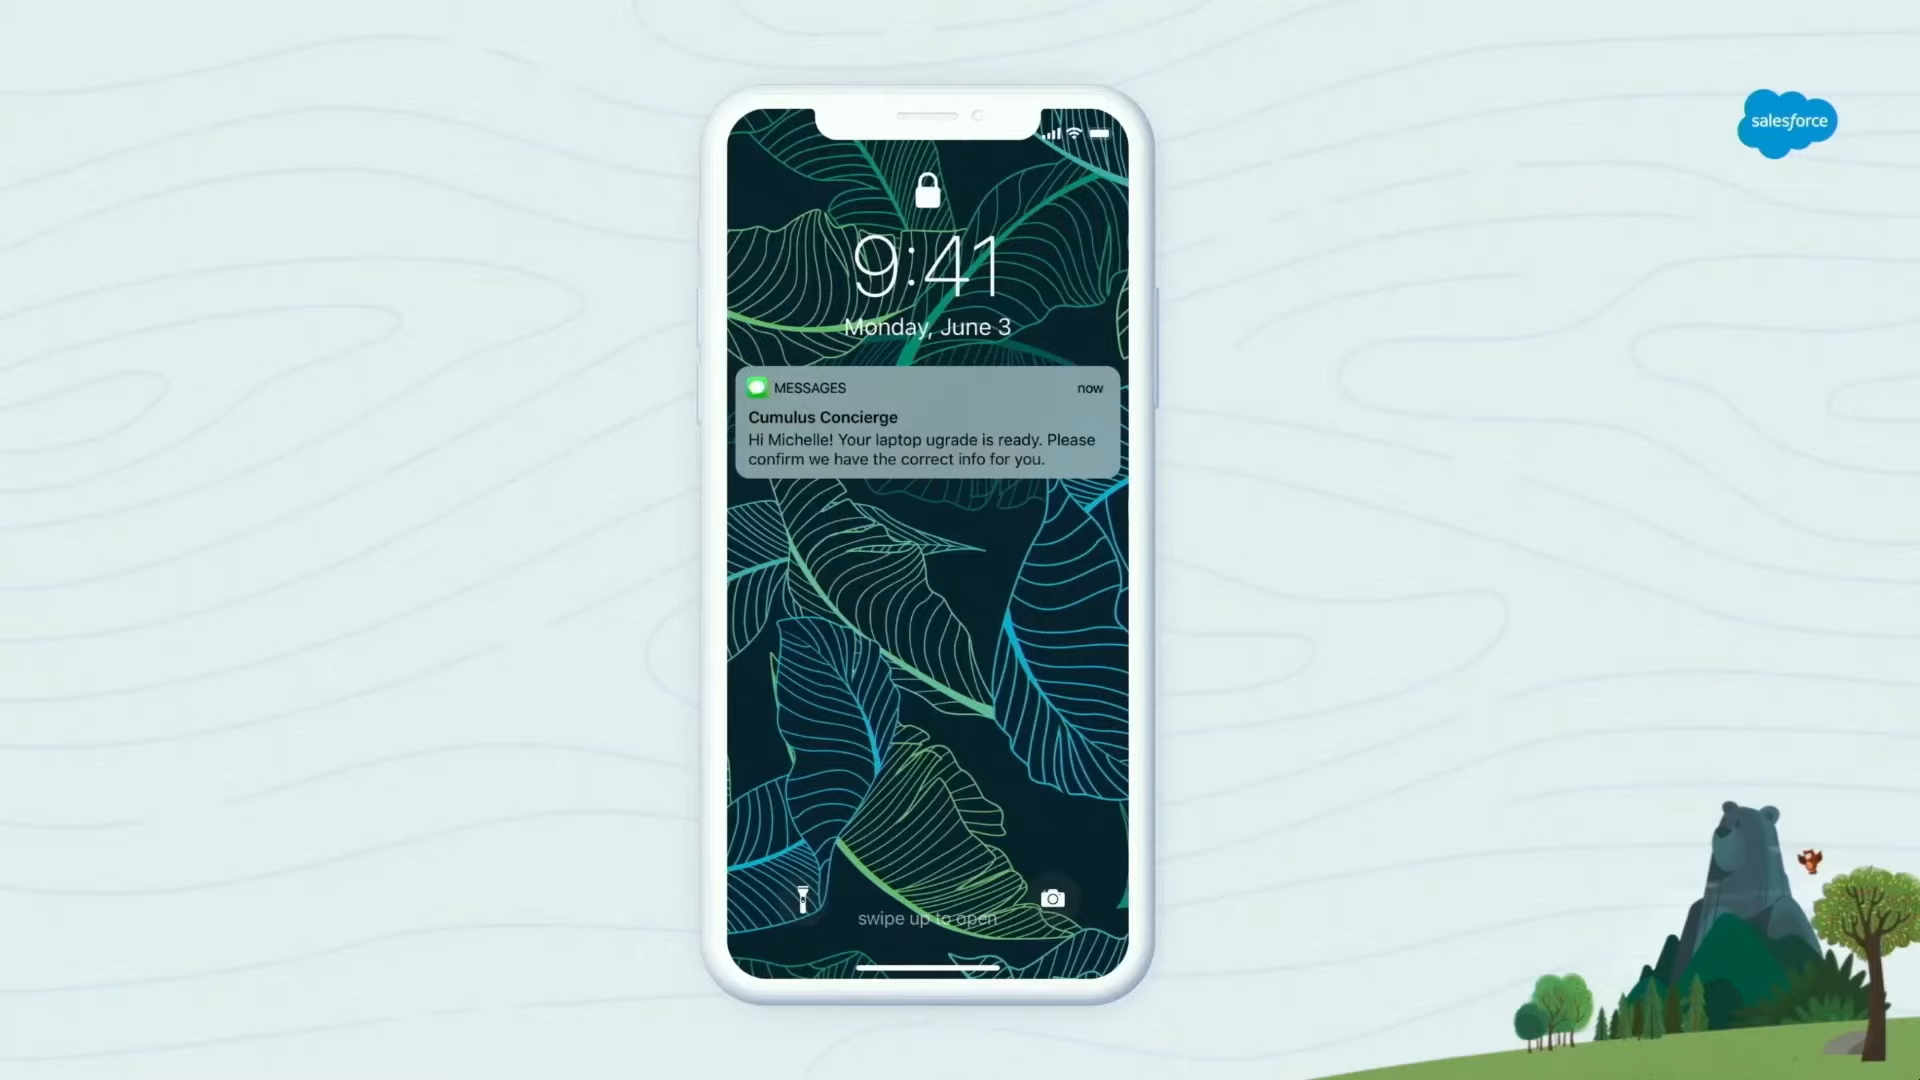 salesforce
9:41
Monday, June 3
MESSAGES now
Cumulus Concierge
Hi Michelle! Your laptop ugrade is ready. Please
confirm we have the correct info for you.
swipe up to open